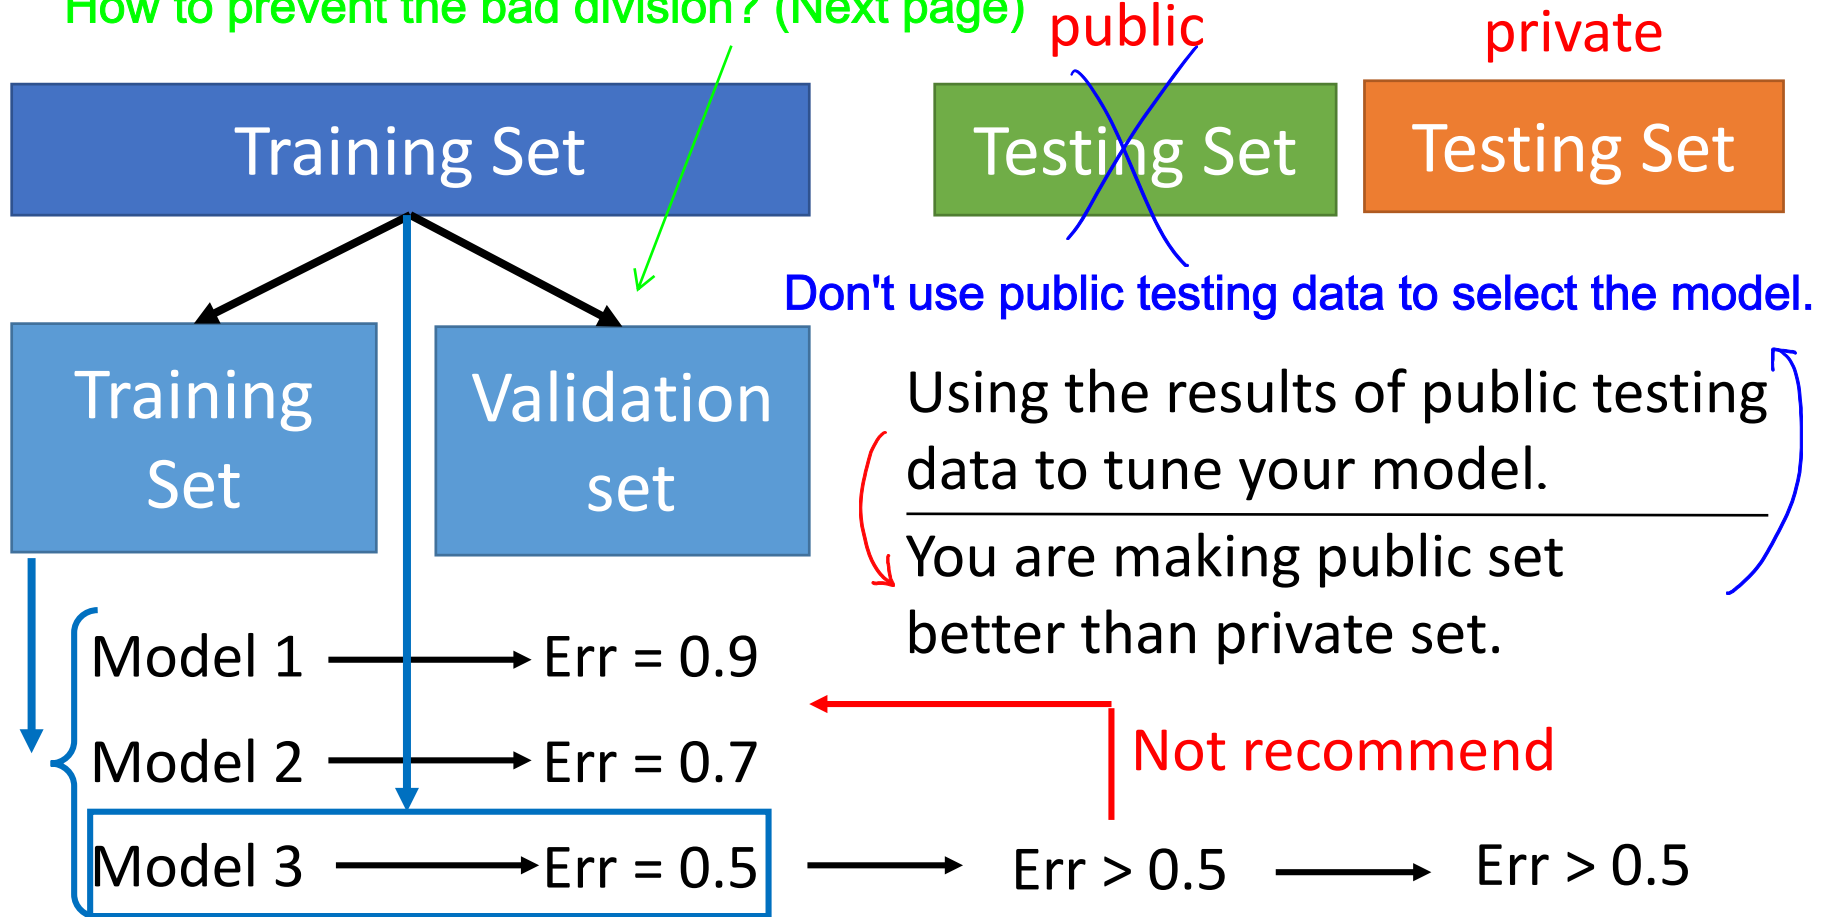 How to prevent the bad division? (Next page)
public
private
Training Set
Testing Set
Testing Set
Don't use public testing data to select the model.
Training
Set
Validation
set
Using the results of public testing
data to tune your model.
You are making public set
better than private set.
Model 1
Err = 0.9
Model 2
Err = 0.7
Not recommend
Model 3
Err = 0.5
Err > 0.5
Err > 0.5